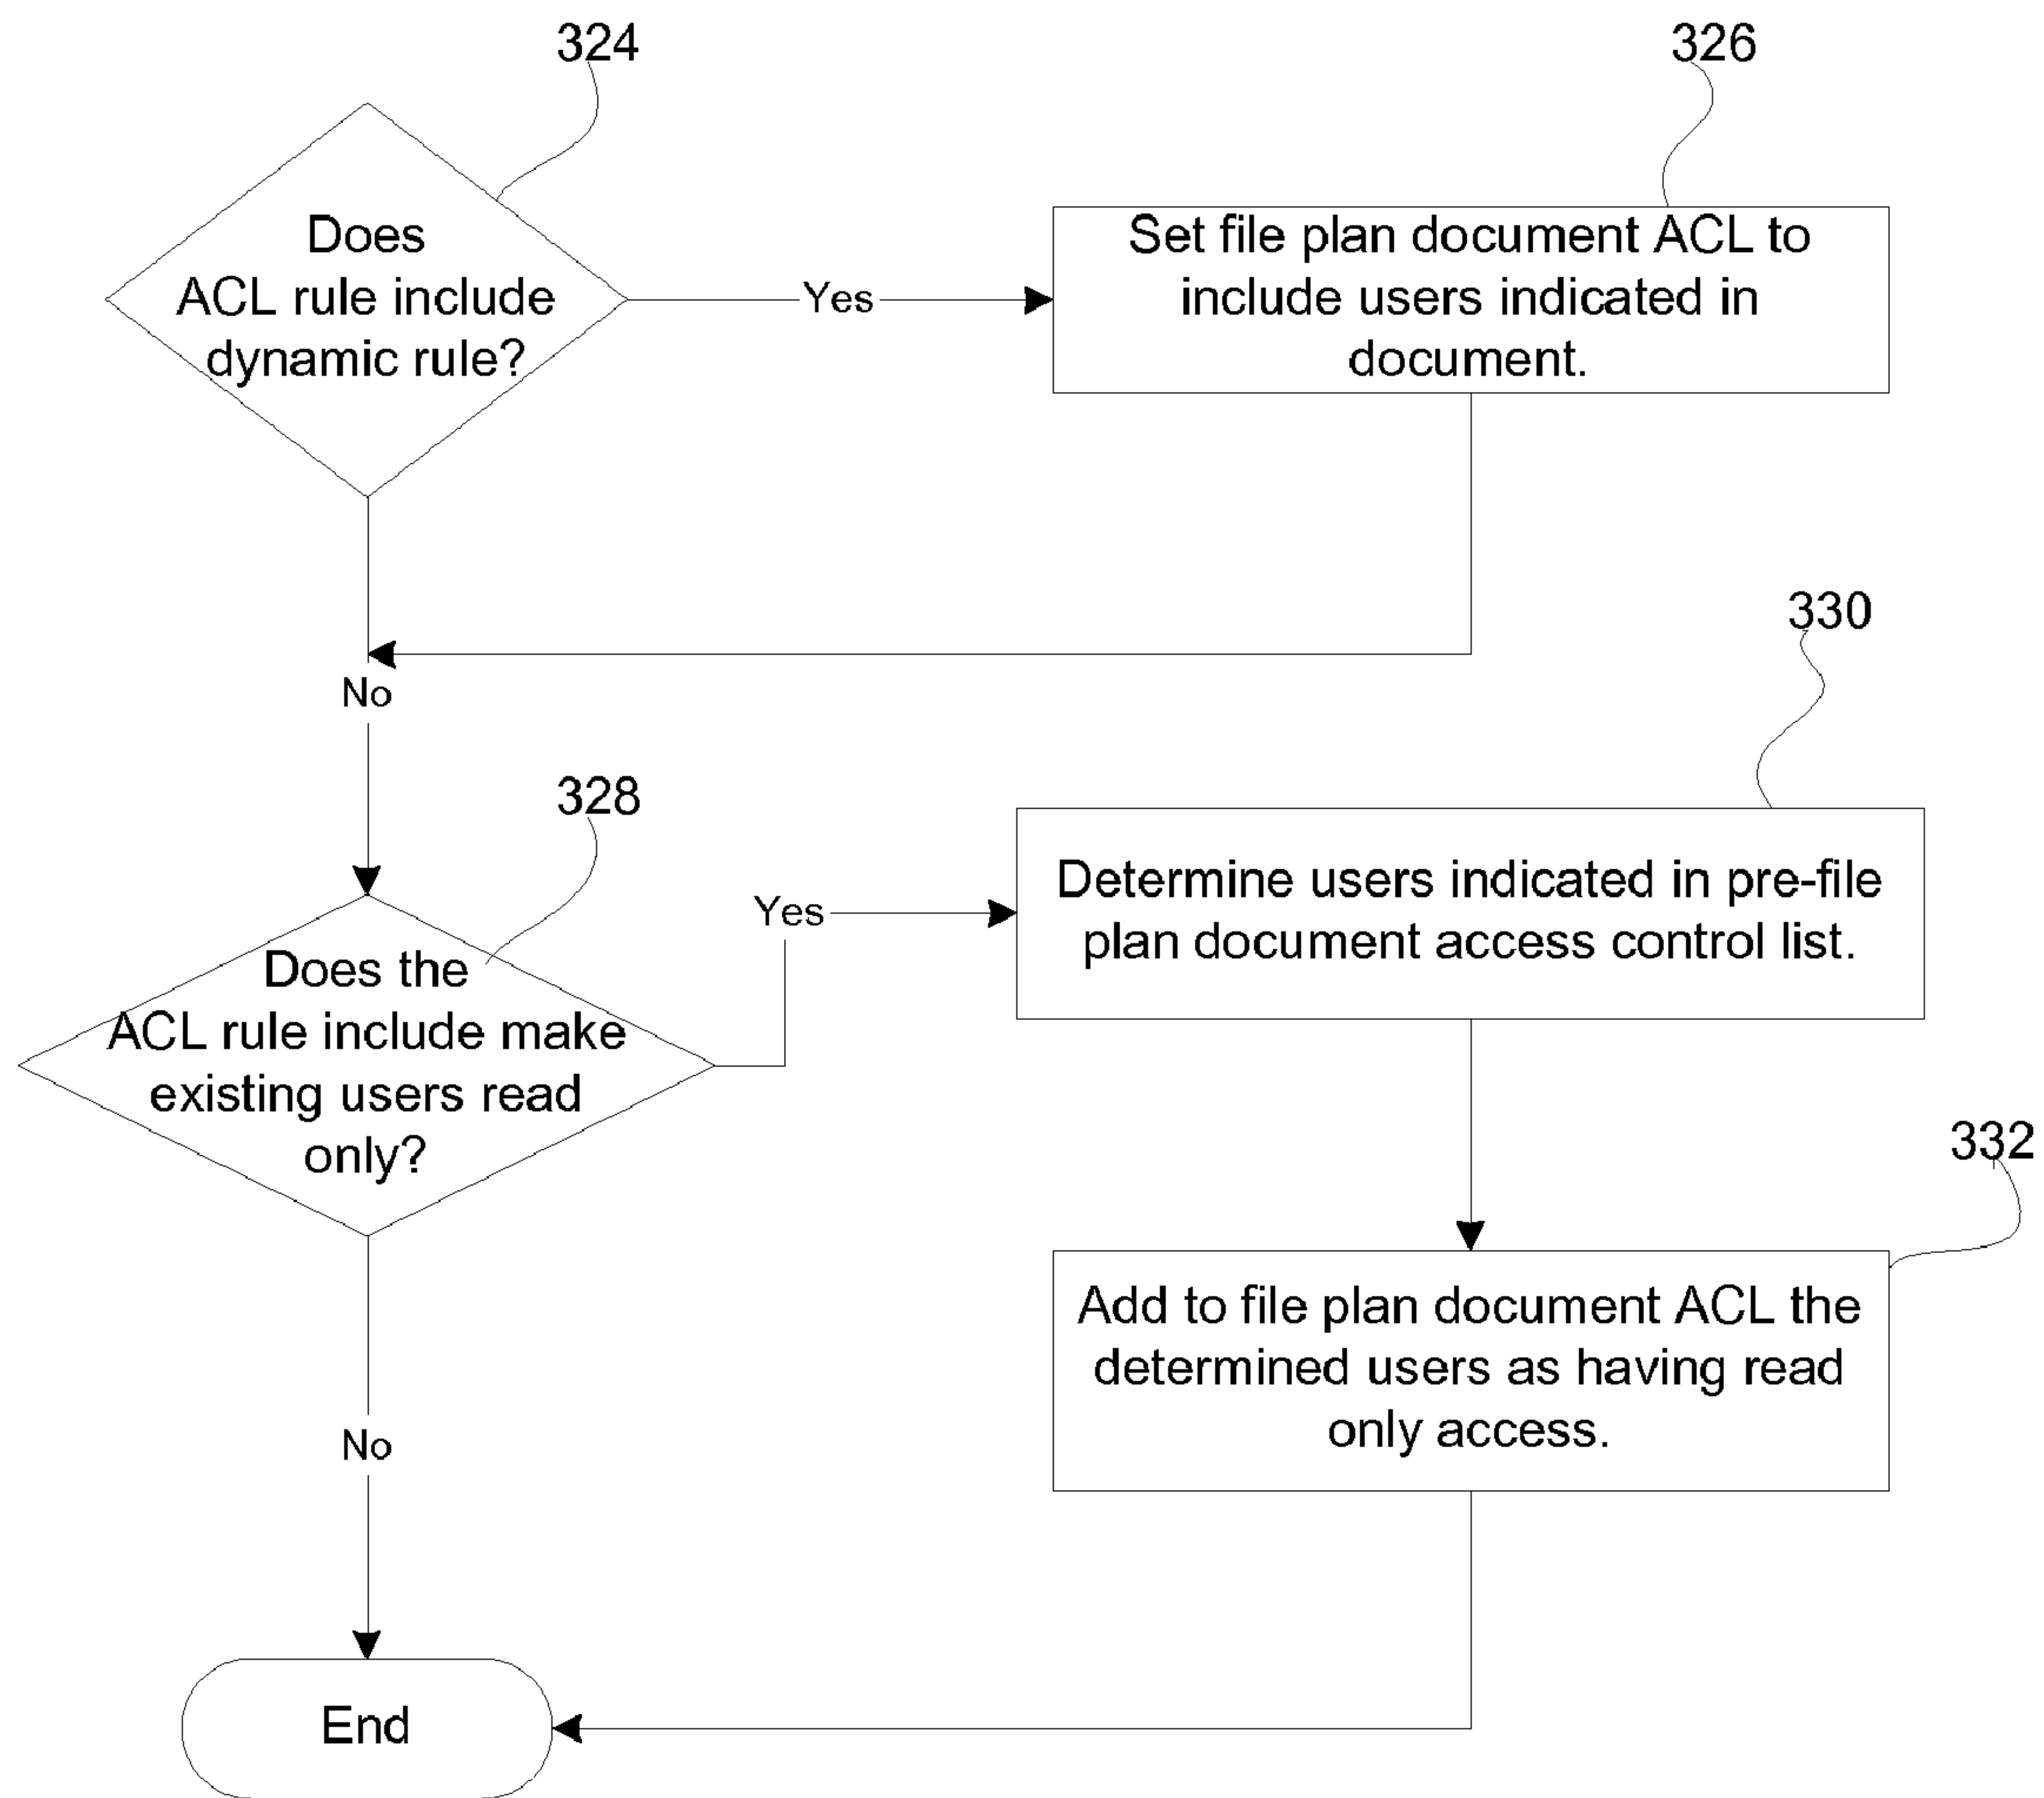 324
326
Does
ACL rule include
dynamic rule?
Yes
Set file plan document ACL to
include users indicated in
document.
330
No
328
Yes
Determine users indicated in pre-file
plan document access control list.
Does the
ACL rule include make
existing users read
only?
332
Add to file plan document ACL the
determined users as having read
only access.
No
End